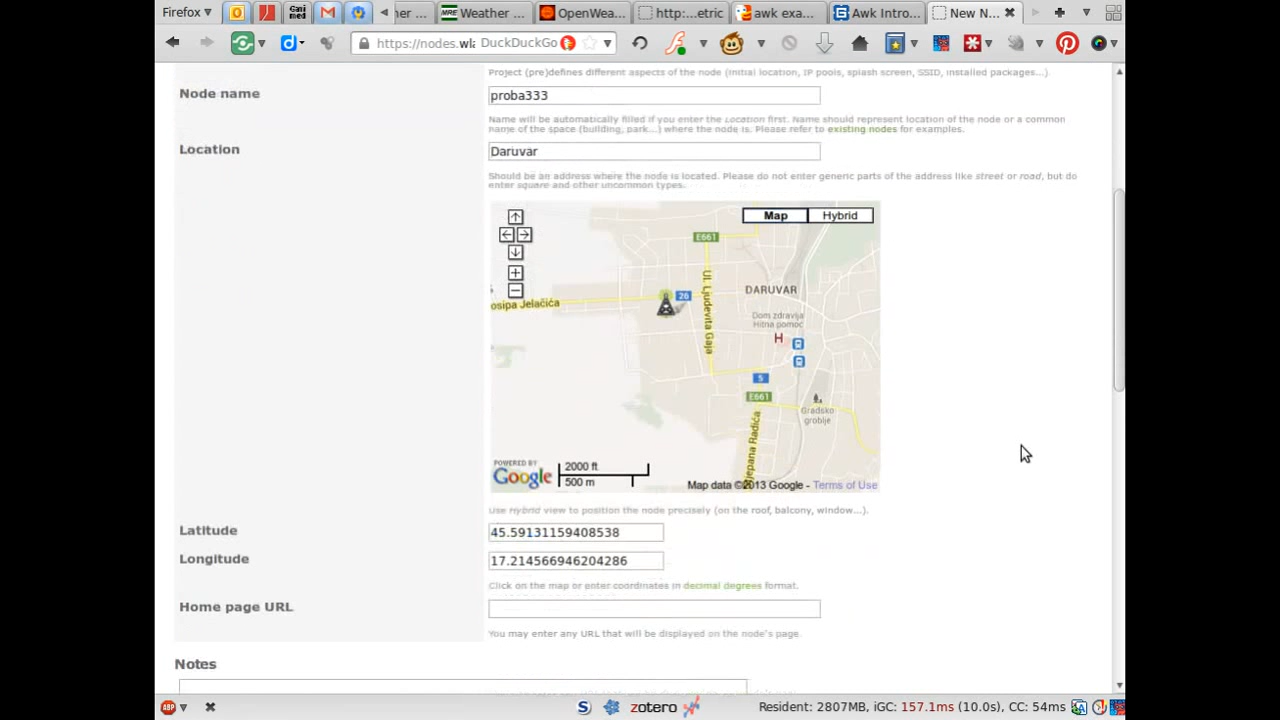 Firefox
her ...
Weather ...
OpenWea...
http:...etric
awk exa...
Awk Intro...
New N...
https://nodes.wla
DuckDuckGo
Project (pre)defines different aspects of the node (initial location, IP pools, splash screen, SSID, installed packages...).
Node name
proba333
Name will be automatically filled if you enter the Location first. Name should represent location of the node or a common
name of the space (building, park...) where the node is. Please refer to existing nodes for examples.
Location
Daruvar
Should be an address where the node is located. Please do not enter generic parts of the address like street or road, but do
enter square and other uncommon types.
Map
Hybrid
E661
DARUVAR
26
osipa Jelačića
Ul. Ljudevita Gaja
Dom zdravlja
Hitna pomoć
H
5
E661
Gradsko
groblje
jepana Radića
POWERED BY
Google
2000 ft
500 m
Map data ©2013 Google - Terms of Use
Use Hybrid view to position the node precisely (on the roof, balcony, window...).
Latitude
45.59131159408538
Longitude
17.214566946204286
Click on the map or enter coordinates in decimal degrees format.
Home page URL
You may enter any URL that will be displayed on the node's page.
Notes
ABP
S
zotero
Resident: 2807MB, iGC: 157.1ms (10.0s), CC: 54ms